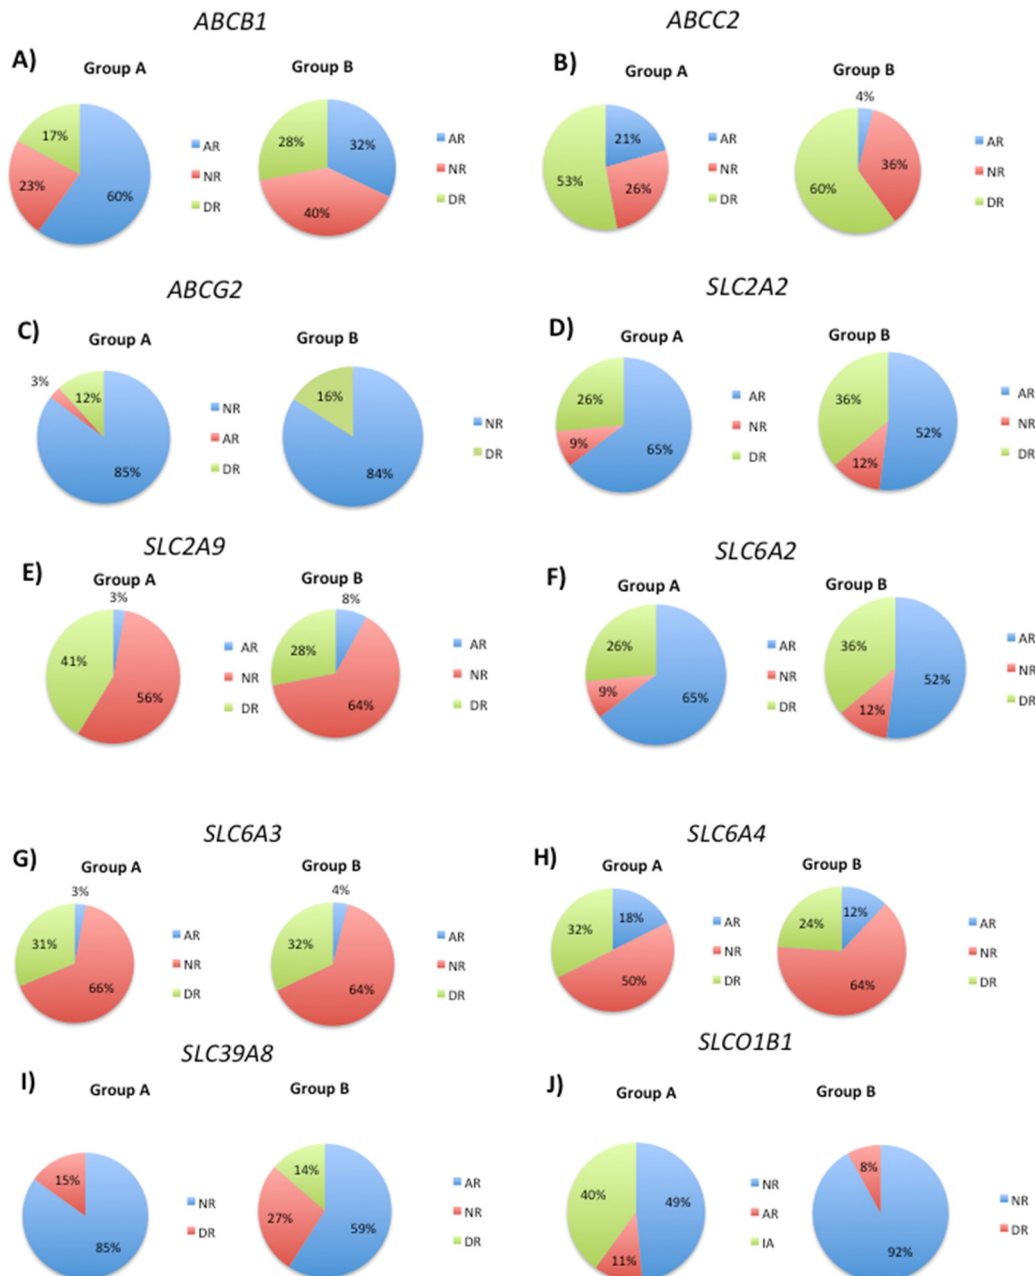 ABCB1
A)
Group A
17%
23%
60%
AR
NR
DR
Group B
28%
32%
40%
AR
NR
DR
ABCC2
B)
Group A
21%
53%
26%
AR
NR
DR
Group B
4%
36%
60%
AR
NR
DR
ABCG2
C)
Group A
3%
12%
85%
NR
AR
DR
Group B
16%
84%
NR
DR
SLC2A2
D)
Group A
26%
9%
65%
AR
NR
DR
Group B
36%
52%
12%
AR
NR
DR
SLC2A9
E)
Group A
3%
41%
56%
AR
NR
DR
Group B
8%
28%
64%
AR
NR
DR
SLC6A2
F)
Group A
26%
9%
65%
AR
NR
DR
Group B
36%
52%
12%
AR
NR
DR
SLC6A3
G)
Group A
3%
31%
66%
AR
NR
DR
Group B
4%
32%
64%
AR
NR
DR
SLC6A4
H)
Group A
18%
32%
50%
AR
NR
DR
Group B
12%
24%
64%
AR
NR
DR
SLC39A8
I)
Group A
15%
85%
NR
DR
Group B
14%
27%
59%
AR
NR
DR
SLCO1B1
J)
Group A
40%
49%
11%
NR
AR
IA
Group B
8%
92%
NR
DR